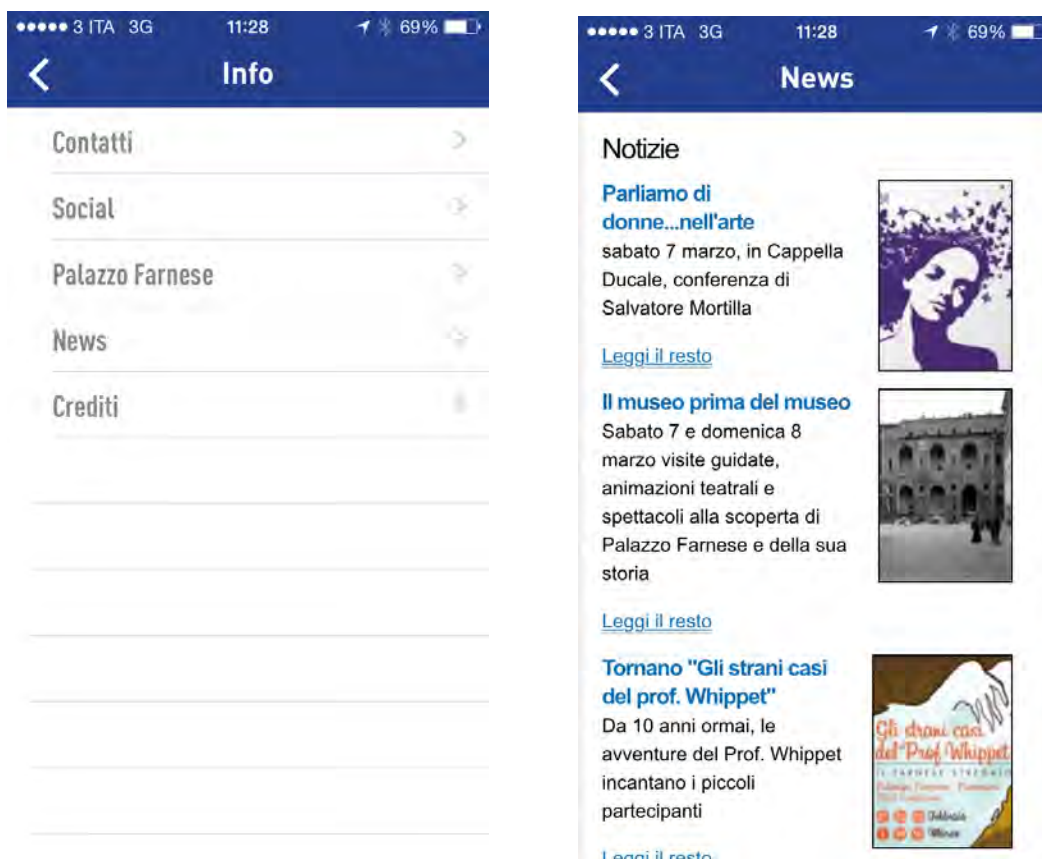 3 ITA 3G 11:28 69%
Info
Contatti
Social
Palazzo Farnese
News
Crediti
3 ITA 3G 11:28 69%
News
Notizie
Parliamo di
donne...nell'arte
sabato 7 marzo, in Cappella
Ducale, conferenza di
Salvatore Mortilla
Leggi il resto
Il museo prima del museo
Sabato 7 e domenica 8
marzo visite guidate,
animazioni teatrali e
spettacoli alla scoperta di
Palazzo Farnese e della sua
storia
Leggi il resto
Tornano "Gli strani casi
del prof. Whippet"
Da 10 anni ormai, le
avventure del Prof. Whippet
incantano i piccoli
partecipanti
Gli strani casi
del Prof. Whippet
Leggi il resto